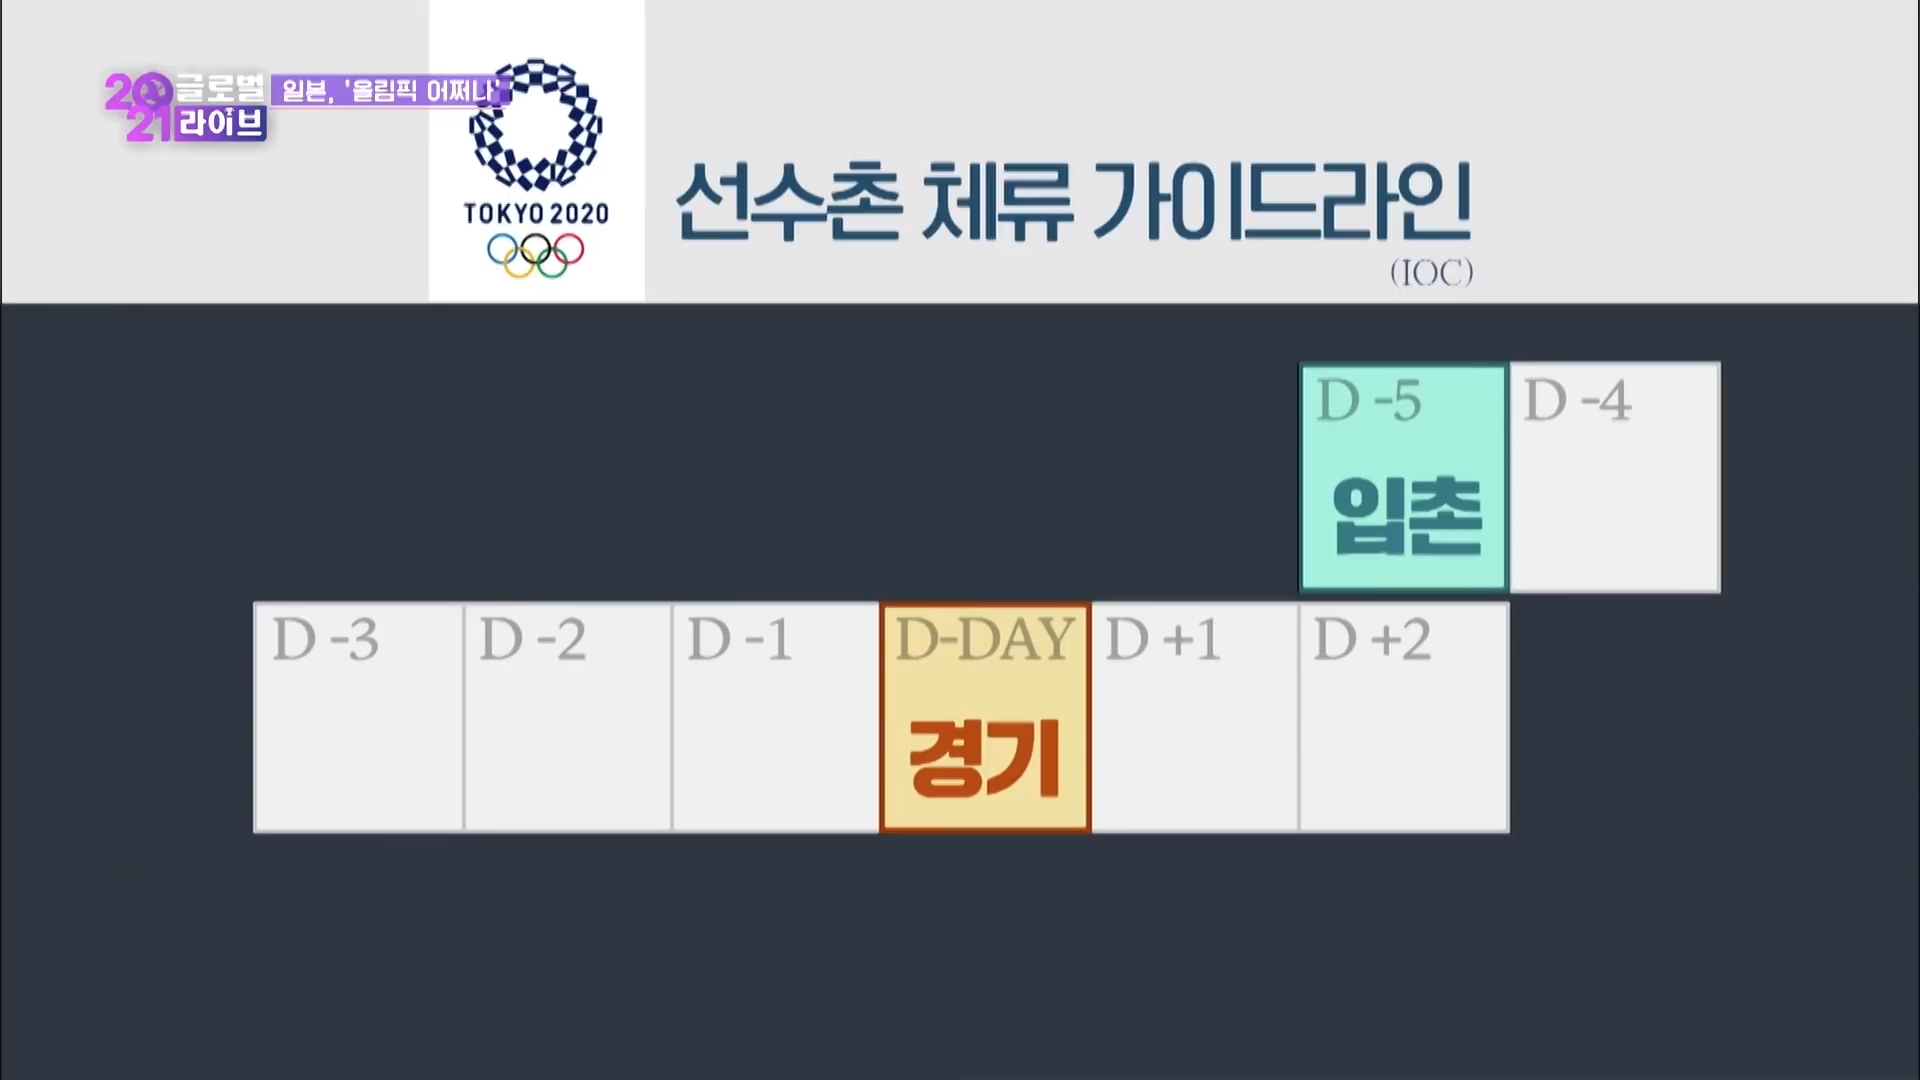 2021 글로벌 라이브
일본, '올림픽 어쩌나'
TOKYO 2020
선수촌 체류 가이드라인
(IOC)
D -5
D -4
입촌
D -3
D -2
D -1
D-DAY
D +1
D +2
경기